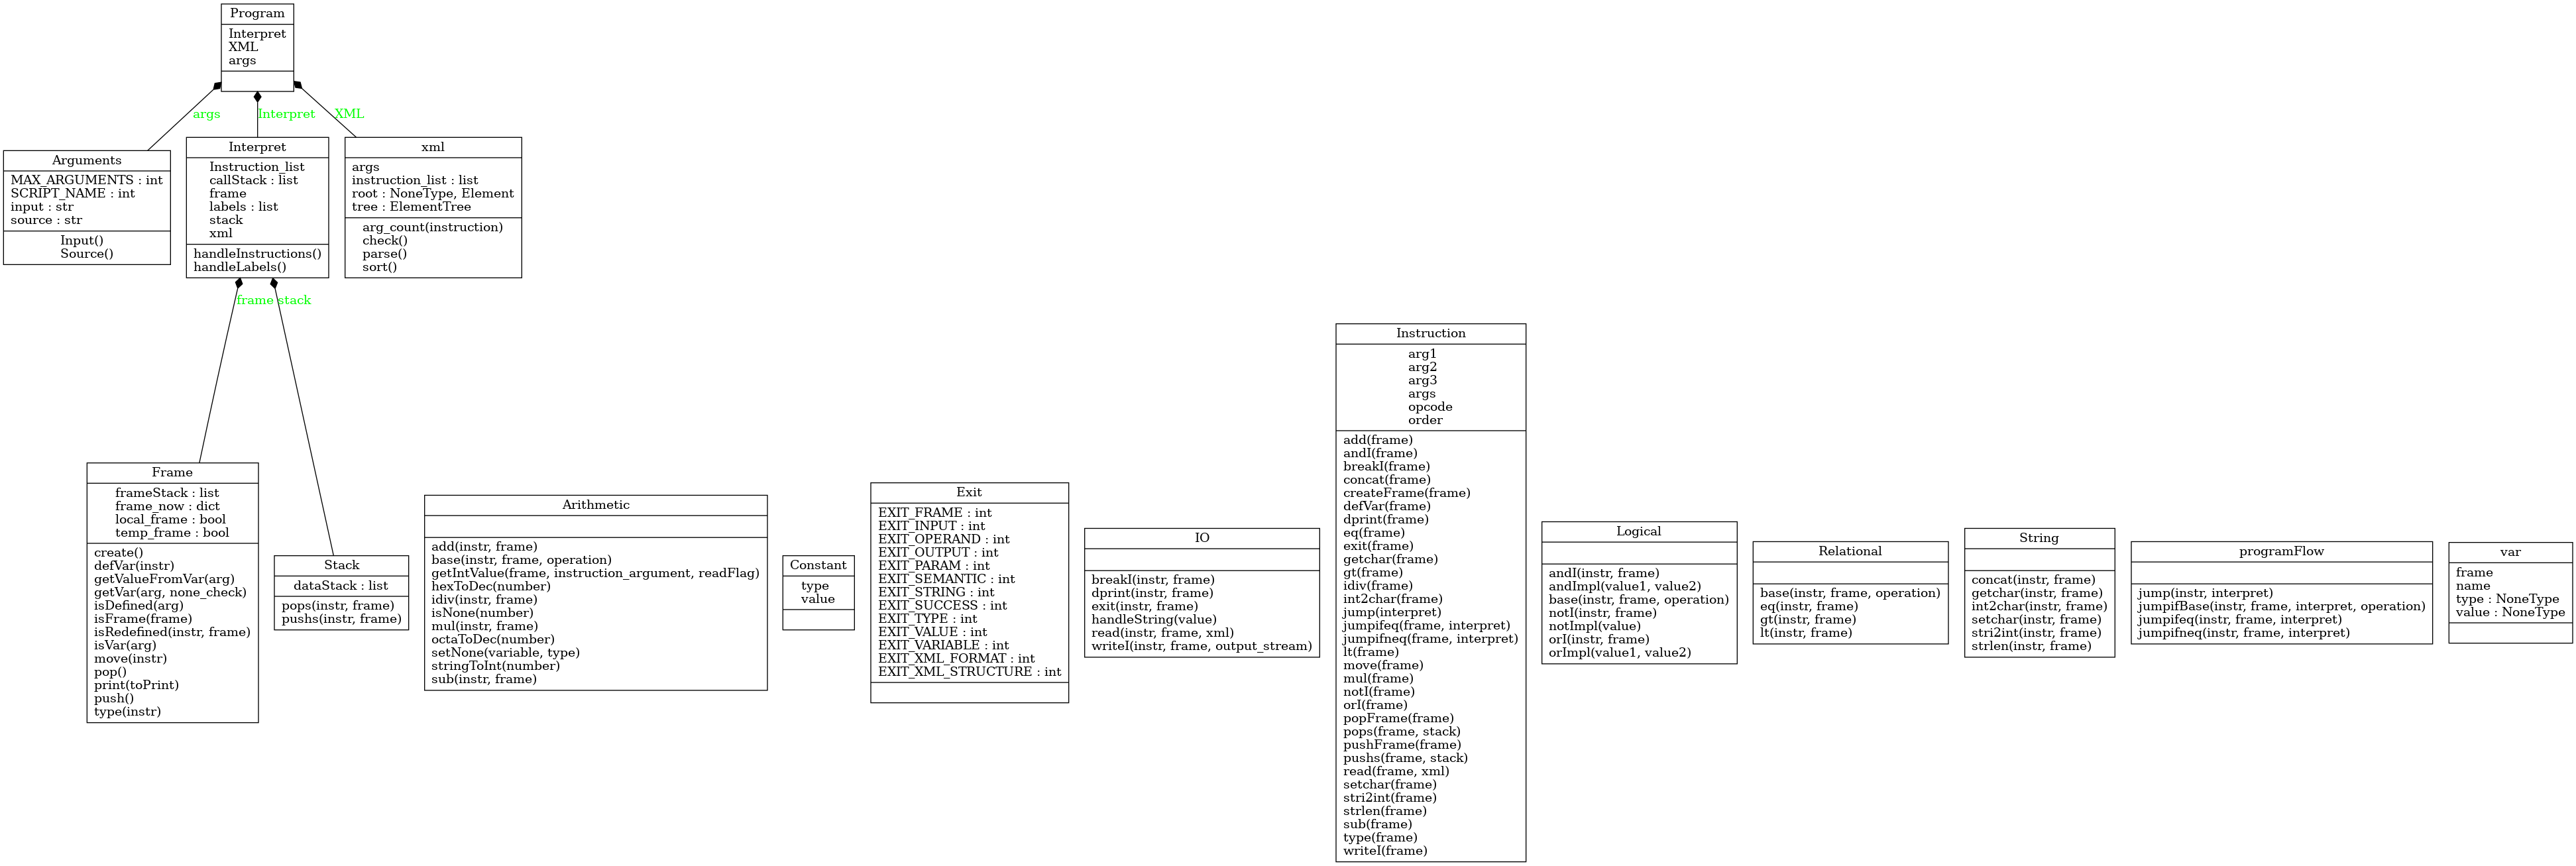 Program
Interpret
XML
args
args
Interpret
XML
Arguments
MAX_ARGUMENTS : int
SCRIPT_NAME : int
input : str
source : str
Input()
Source()
Interpret
Instruction_list
callStack : list
frame
labels : list
stack
xml
handleInstructions()
handleLabels()
xml
args
instruction_list : list
root : NoneType, Element
tree : ElementTree
arg_count(instruction)
check()
parse()
sort()
frame
stack
Frame
frameStack : list
frame_now : dict
local_frame : bool
temp_frame : bool
create()
defVar(instr)
getValueFromVar(arg)
getVar(arg, none_check)
isDefined(arg)
isFrame(frame)
isRedefined(instr, frame)
isVar(arg)
move(instr)
pop()
print(toPrint)
push()
type(instr)
Stack
dataStack : list
pops(instr, frame)
pushs(instr, frame)
Arithmetic
add(instr, frame)
base(instr, frame, operation)
getIntValue(frame, instruction_argument, readFlag)
hexToDec(number)
idiv(instr, frame)
isNone(number)
mul(instr, frame)
octaToDec(number)
setNone(variable, type)
stringToInt(number)
sub(instr, frame)
Constant
type
value
Exit
EXIT_FRAME : int
EXIT_INPUT : int
EXIT_OPERAND : int
EXIT_OUTPUT : int
EXIT_PARAM : int
EXIT_SEMANTIC : int
EXIT_STRING : int
EXIT_SUCCESS : int
EXIT_TYPE : int
EXIT_VALUE : int
EXIT_VARIABLE : int
EXIT_XML_FORMAT : int
EXIT_XML_STRUCTURE : int
IO
breakI(instr, frame)
dprint(instr, frame)
exit(instr, frame)
handleString(value)
read(instr, frame, xml)
writeI(instr, frame, output_stream)
Instruction
arg1
arg2
arg3
args
opcode
order
add(frame)
andI(frame)
breakI(frame)
concat(frame)
createFrame(frame)
defVar(frame)
dprint(frame)
eq(frame)
exit(frame)
getchar(frame)
gt(frame)
idiv(frame)
int2char(frame)
jump(interpret)
jumpifeq(frame, interpret)
jumpifneq(frame, interpret)
lt(frame)
move(frame)
mul(frame)
notI(frame)
orI(frame)
popFrame(frame)
pops(frame, stack)
pushFrame(frame)
pushs(frame, stack)
read(frame, xml)
setchar(frame)
stri2int(frame)
strlen(frame)
sub(frame)
type(frame)
writeI(frame)
Logical
andI(instr, frame)
andImpl(value1, value2)
base(instr, frame, operation)
notI(instr, frame)
notImpl(value)
orI(instr, frame)
orImpl(value1, value2)
Relational
base(instr, frame, operation)
eq(instr, frame)
gt(instr, frame)
lt(instr, frame)
String
concat(instr, frame)
getchar(instr, frame)
int2char(instr, frame)
setchar(instr, frame)
stri2int(instr, frame)
strlen(instr, frame)
programFlow
jump(instr, interpret)
jumpifBase(instr, frame, interpret, operation)
jumpifeq(instr, frame, interpret)
jumpifneq(instr, frame, interpret)
var
frame
name
type : NoneType
value : NoneType